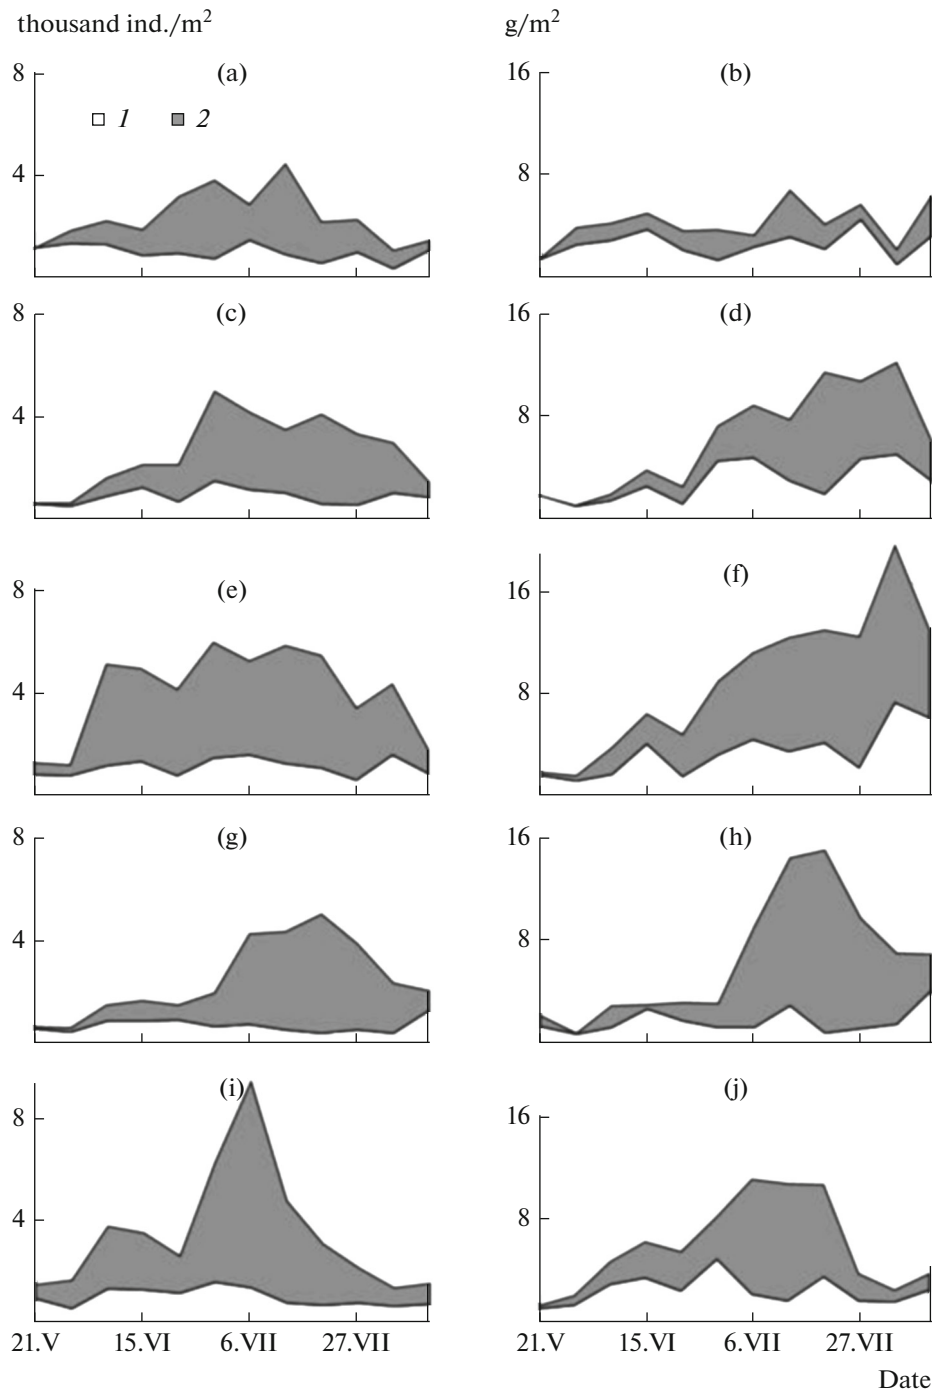 thousand ind./m²
g/m²
8
(a)
16
(b)
1
2
4
8
8
(c)
16
(d)
4
8
8
(e)
16
(f)
4
8
8
(g)
16
(h)
4
8
(i)
(j)
8
16
4
8
21.V 15.VI 6.VII 27.VII
21.V 15.VI 6.VII 27.VII
Date